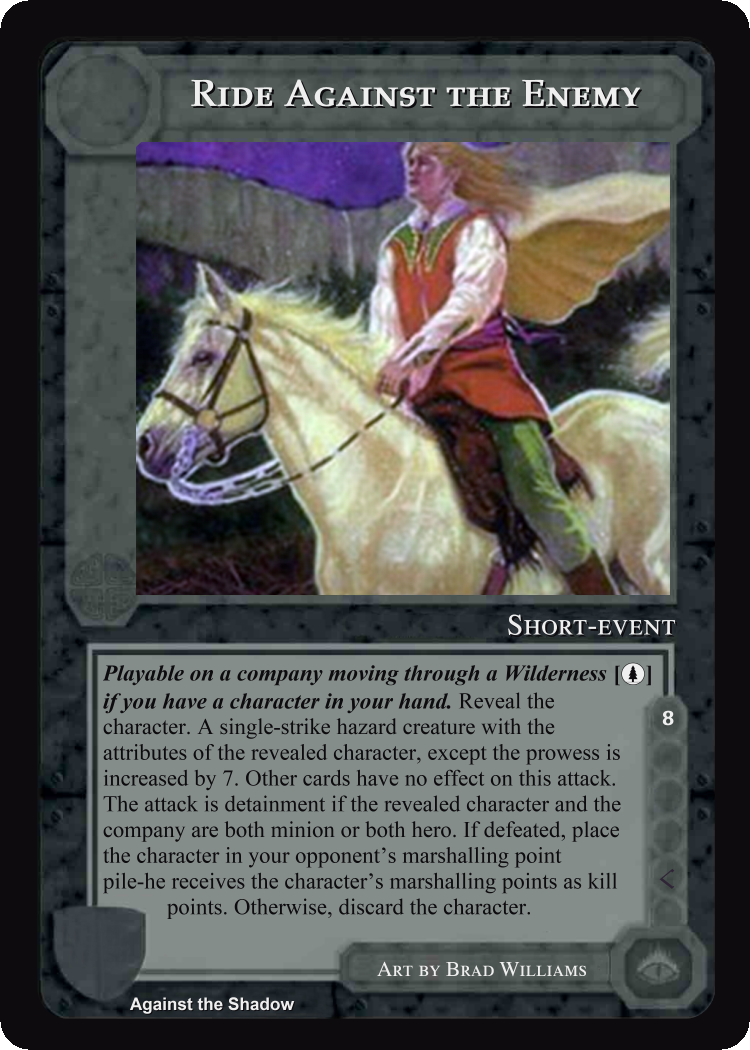 Ride Against the Enemy
Short-event
Playable on a company moving through a Wilderness []
if you have a character in your hand. Reveal the
character. A single-strike hazard creature with the
attributes of the revealed character, except the prowess is
increased by 7. Other cards have no effect on this attack.
The attack is detainment if the revealed character and the
company are both minion or both hero. If defeated, place
the character in your opponent’s marshalling point
pile-he receives the character’s marshalling points as kill
points. Otherwise, discard the character.
8
Art by Brad Williams
Against the Shadow